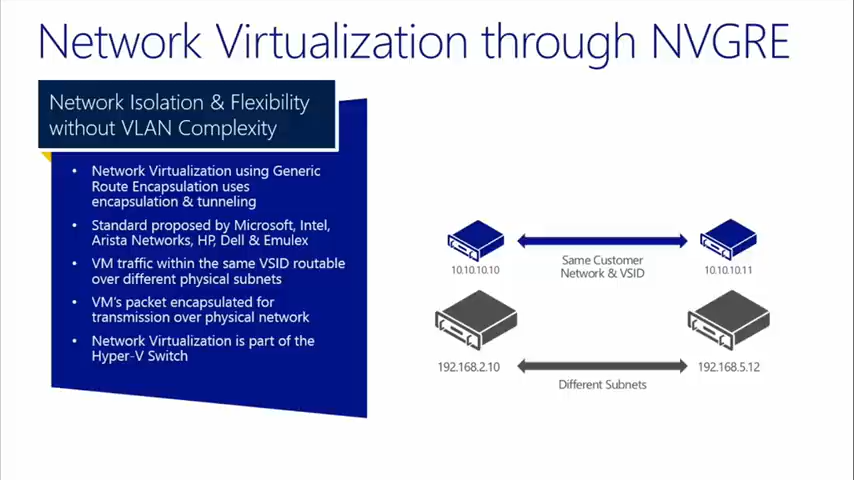 Network Virtualization through NVGRE
Network Isolation & Flexibility
without VLAN Complexity
• Network Virtualization using Generic
Route Encapsulation uses
encapsulation & tunneling
• Standard proposed by Microsoft, Intel,
Arista Networks, HP, Dell & Emulex
• VM traffic within the same VSID routable
over different physical subnets
• VM's packet encapsulated for
transmission over physical network
• Network Virtualization is part of the
Hyper-V Switch
10.10.10.10
Same Customer
Network & VSID
10.10.10.11
192.168.2.10
Different Subnets
192.168.5.12